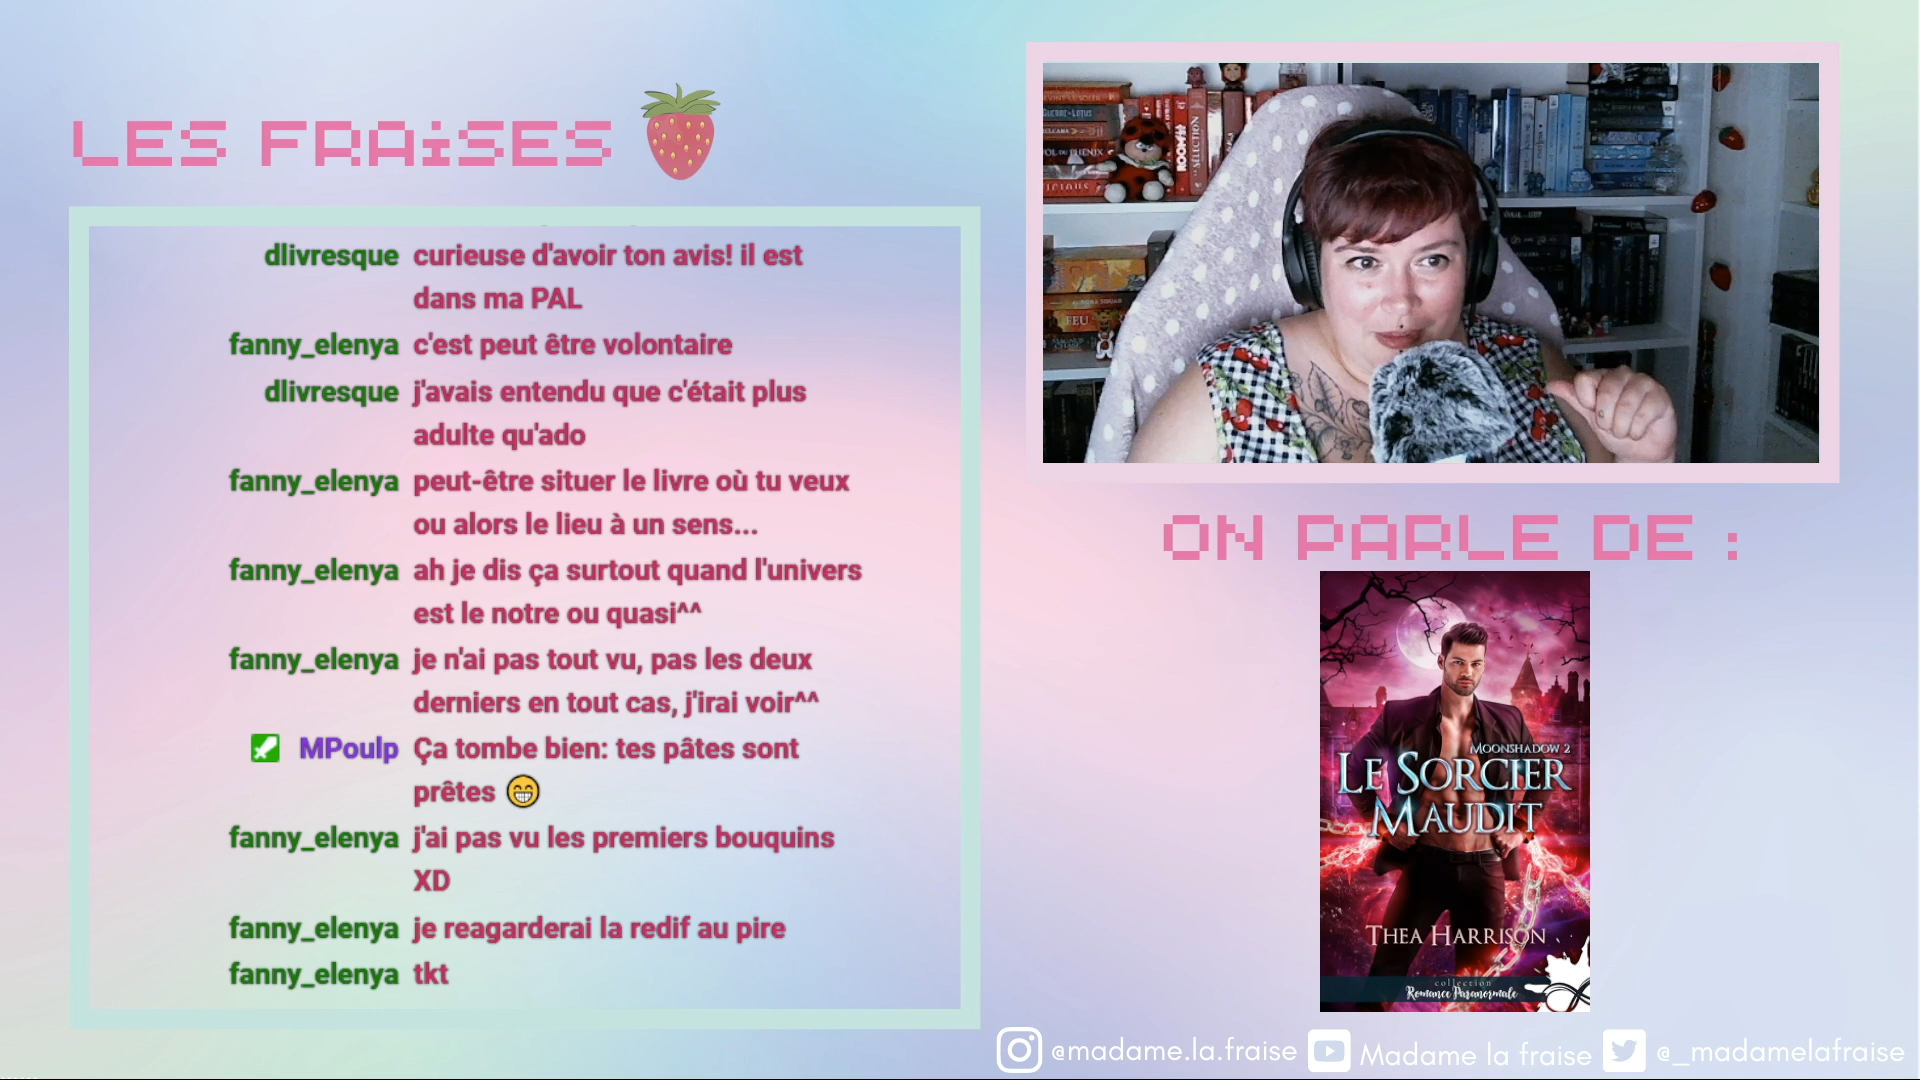 LES FRAiSES
dlivresque curieuse d'avoir ton avis! il est
dans ma PAL
fanny_elenya c'est peut être volontaire
dlivresque j'avais entendu que c'était plus
adulte qu'ado
fanny_elenya peut-être situer le livre où tu veux
ou alors le lieu à un sens...
fanny_elenya ah je dis ça surtout quand l'univers
est le notre ou quasi^^
fanny_elenya je n'ai pas tout vu, pas les deux
derniers en tout cas, j'irai voir^^
MPoulp Ça tombe bien: tes pâtes sont
prêtes 😁
fanny_elenya j'ai pas vu les premiers bouquins
XD
fanny_elenya je reagarderai la redif au pire
fanny_elenya tkt
ROOMIES
SÉLECTION
FEU
ON PARLE DE :
MOONSHADOW 2
LE SORCIER
MAUDIT
THEA HARRISON
collection
Romance Paranormale
@madame.la.fraise
Madame la fraise
@_madamelafraise